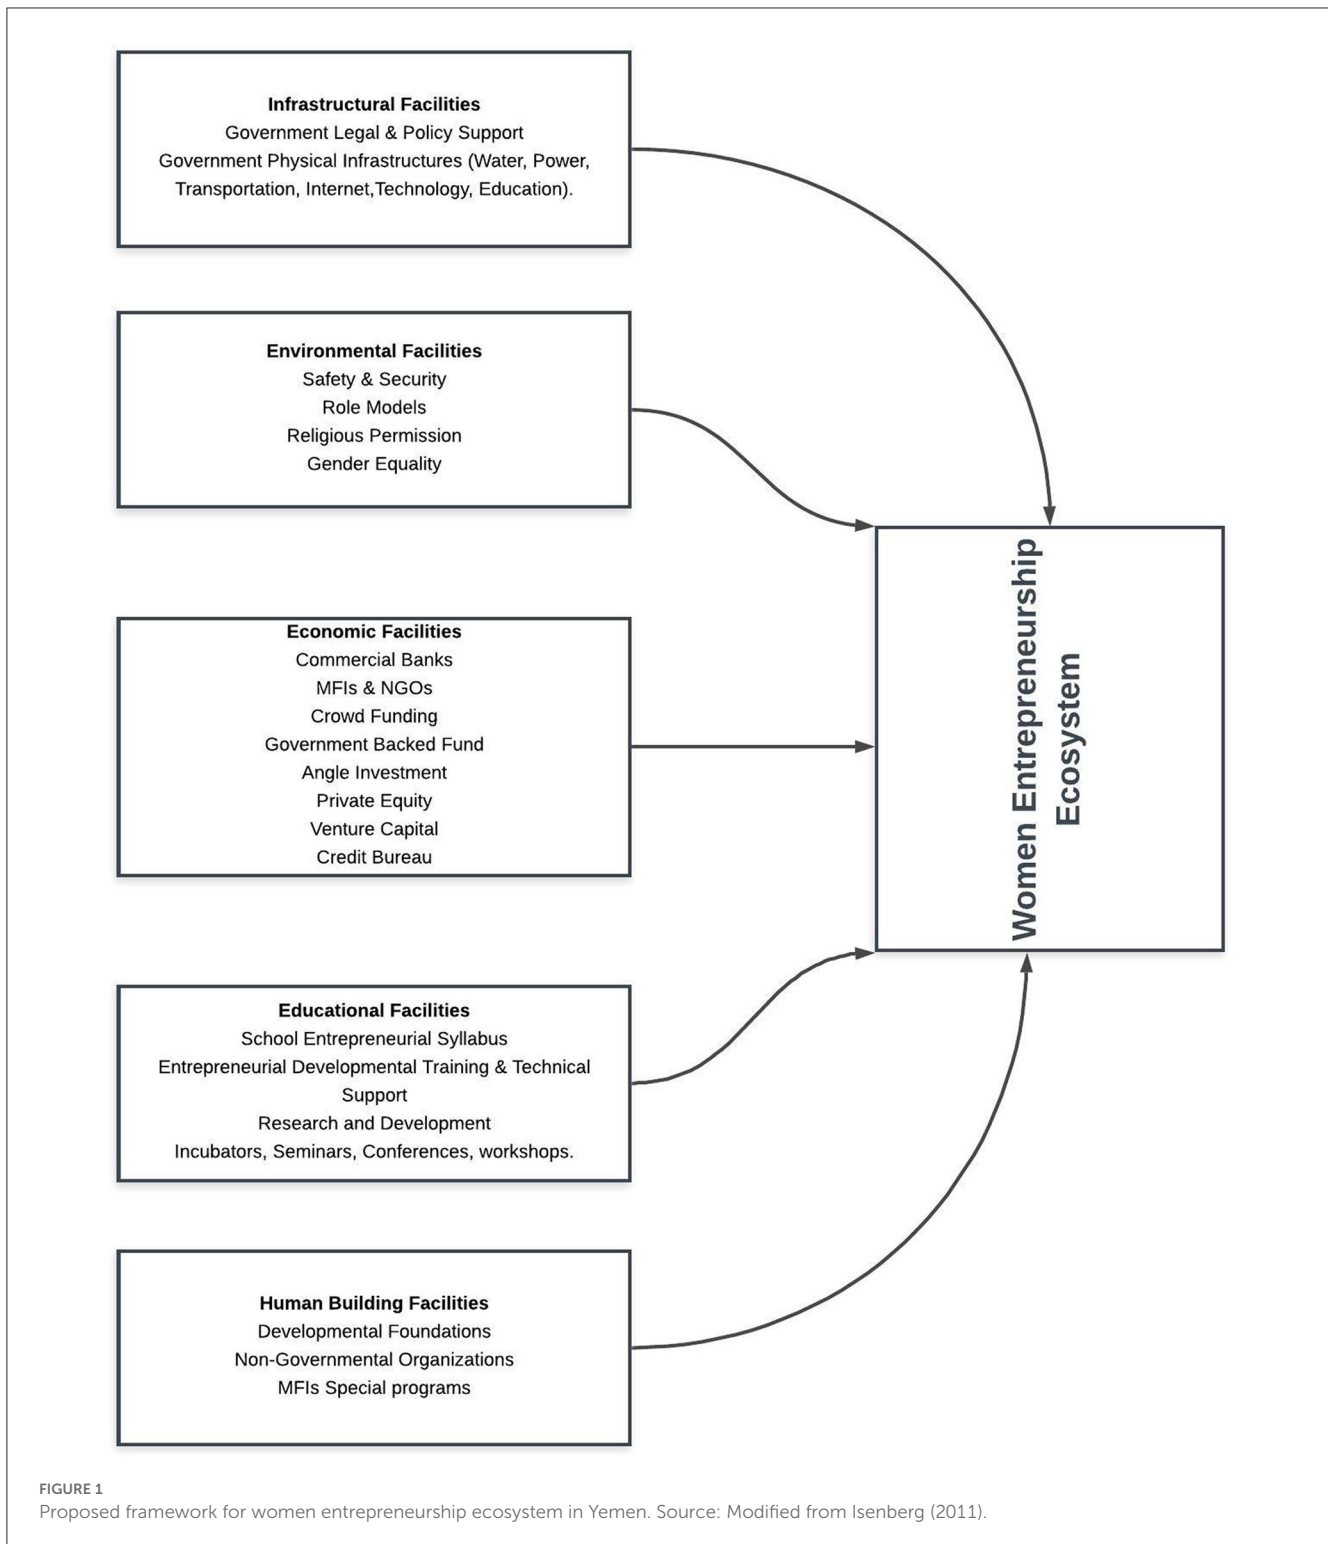 Infrastructural Facilities
Government Legal & Policy Support
Government Physical Infrastructures (Water, Power,
Transportation, Internet,Technology, Education).
Environmental Facilities
Safety & Security
Role Models
Religious Permission
Gender Equality
Economic Facilities
Commercial Banks
MFIs & NGOs
Crowd Funding
Government Backed Fund
Angle Investment
Private Equity
Venture Capital
Credit Bureau
Educational Facilities
School Entrepreneurial Syllabus
Entrepreneurial Developmental Training & Technical
Support
Research and Development
Incubators, Seminars, Conferences, workshops.
Human Building Facilities
Developmental Foundations
Non-Governmental Organizations
MFIs Special programs
Women Entrepreneurship
Ecosystem
FIGURE 1
Proposed framework for women entrepreneurship ecosystem in Yemen. Source: Modified from Isenberg (2011).